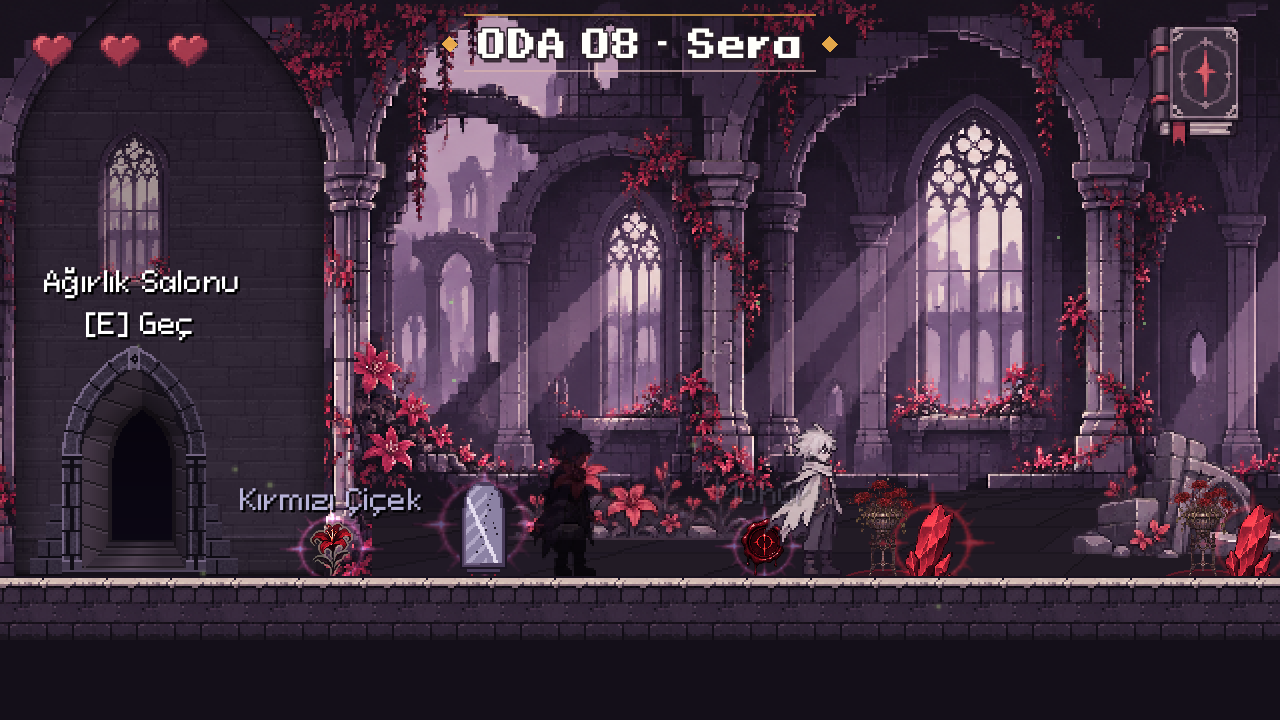 ODA 08 - Sera
Ağırlık Salonu
[E] Geç
Kırmızı Çiçek